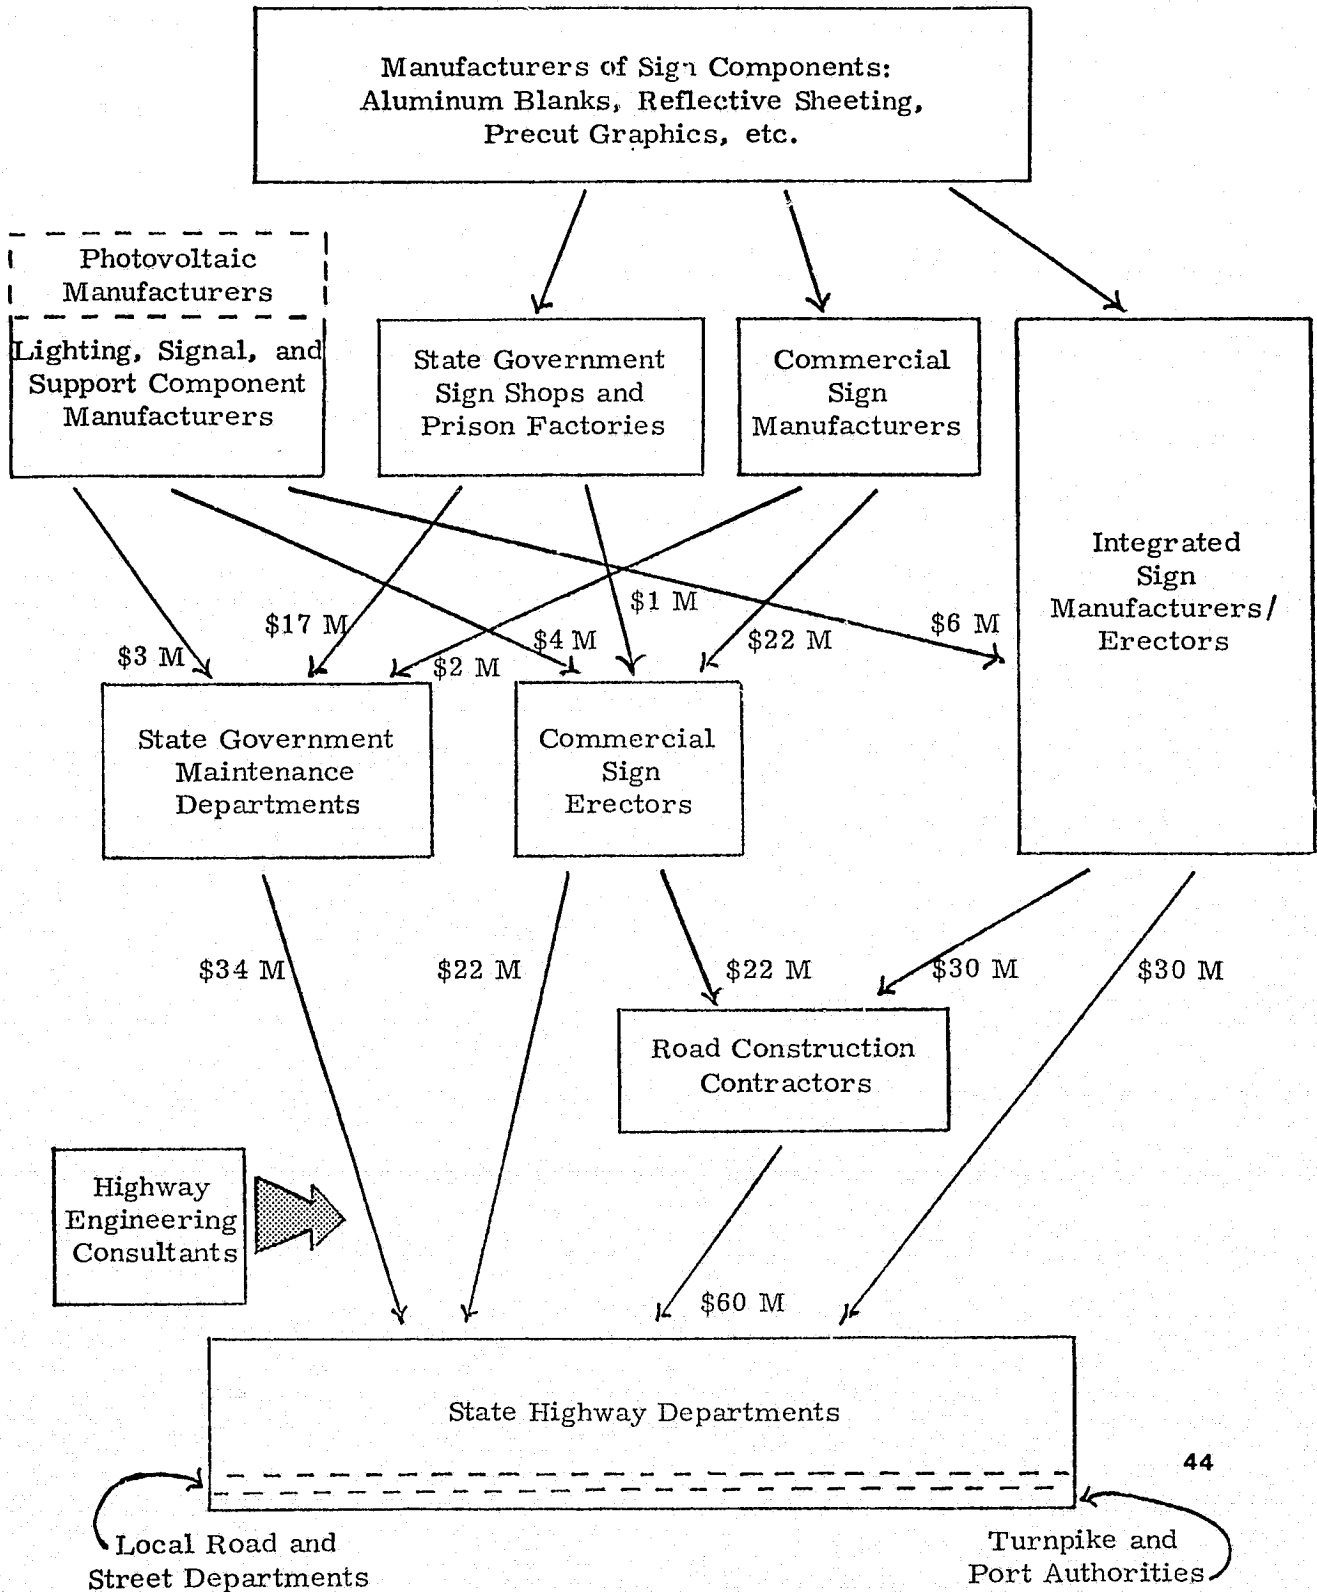 Manufacturers of Sign Components:
Aluminum Blanks, Reflective Sheeting,
Precut Graphics, etc.
Photovoltaic
Manufacturers
Lighting, Signal, and
Support Component
Manufacturers
State Government
Sign Shops and
Prison Factories
Commercial
Sign
Manufacturers
Integrated
Sign
Manufacturers/
Erectors
$3 M
$17 M
$2 M
$4 M
$1 M
$22 M
$6 M
State Government
Maintenance
Departments
Commercial
Sign
Erectors
$34 M
$22 M
$22 M
$30 M
$30 M
Road Construction
Contractors
Highway
Engineering
Consultants
$60 M
State Highway Departments
44
Local Road and
Street Departments
Turnpike and
Port Authorities